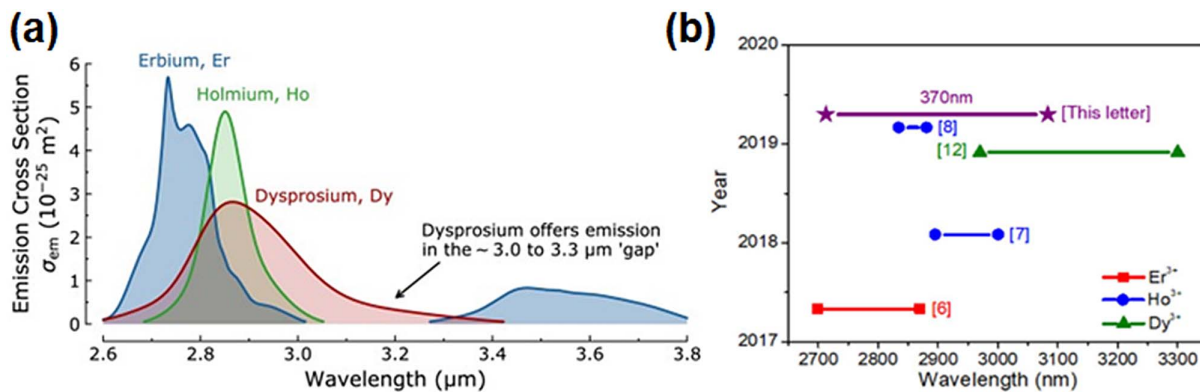 (a)
Emission Cross Section
σem (10⁻²⁵ m²)
6
5
4
3
2
1
0
Erbium, Er
Holmium, Ho
Dysprosium, Dy
Dysprosium offers emission
in the ~ 3.0 to 3.3 μm 'gap'
2.6 2.8 3.0 3.2 3.4 3.6 3.8
Wavelength (μm)
(b)
Year
2020
2019
2018
2017
370nm
[This letter]
[8]
[12]
[7]
[6]
Er³⁺
Ho³⁺
Dy³⁺
2700 2800 2900 3000 3100 3200 3300
Wavelength (nm)